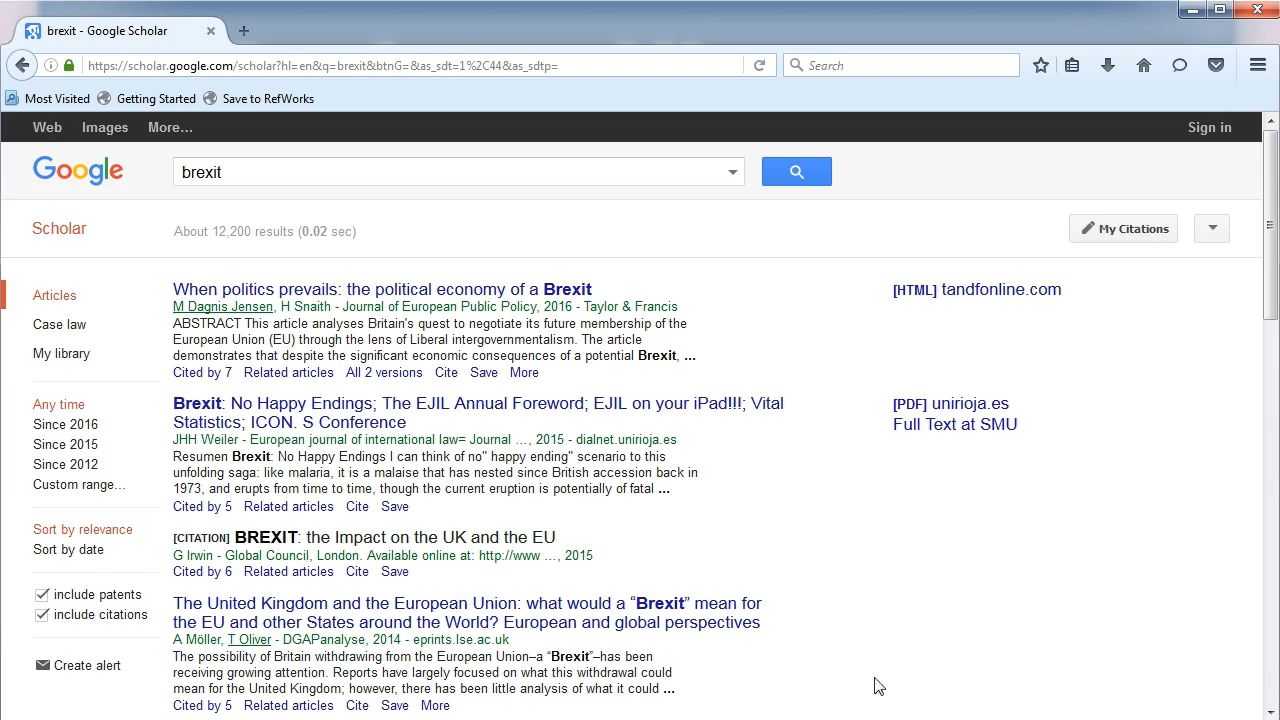 brexit - Google Scholar
https://scholar.google.com/scholar?hl=en&q=brexit&btnG=&as_sdt=1%2C44&as_sdtp=
Search
Most Visited Getting Started Save to RefWorks
Web Images More... Sign in
Google brexit
Scholar About 12,200 results (0.02 sec) My Citations
Articles
Case law
My library
Any time
Since 2016
Since 2015
Since 2012
Custom range...
Sort by relevance
Sort by date
include patents
include citations
Create alert
When politics prevails: the political economy of a Brexit
M Dagnis Jensen, H Snaith - Journal of European Public Policy, 2016 - Taylor & Francis
ABSTRACT This article analyses Britain's quest to negotiate its future membership of the
European Union (EU) through the lens of Liberal intergovernmentalism. The article
demonstrates that despite the significant economic consequences of a potential Brexit, ...
Cited by 7 Related articles All 2 versions Cite Save More
[HTML] tandfonline.com
Brexit: No Happy Endings; The EJIL Annual Foreword; EJIL on your iPad!!!; Vital
Statistics; ICON. S Conference
JHH Weiler - European journal of international law= Journal ..., 2015 - dialnet.unirioja.es
Resumen Brexit: No Happy Endings I can think of no" happy ending" scenario to this
unfolding saga: like malaria, it is a malaise that has nested since British accession back in
1973, and erupts from time to time, though the current eruption is potentially of fatal ...
Cited by 5 Related articles Cite Save
[PDF] unirioja.es
Full Text at SMU
[CITATION] BREXIT: the Impact on the UK and the EU
G Irwin - Global Council, London. Available online at: http://www ..., 2015
Cited by 6 Related articles Cite Save
The United Kingdom and the European Union: what would a “Brexit” mean for
the EU and other States around the World? European and global perspectives
A Möller, T Oliver - DGAPanalyse, 2014 - eprints.lse.ac.uk
The possibility of Britain withdrawing from the European Union–a “Brexit”–has been
receiving growing attention. Reports have largely focused on what this withdrawal could
mean for the United Kingdom; however, there has been little analysis of what it could ...
Cited by 5 Related articles Cite Save More